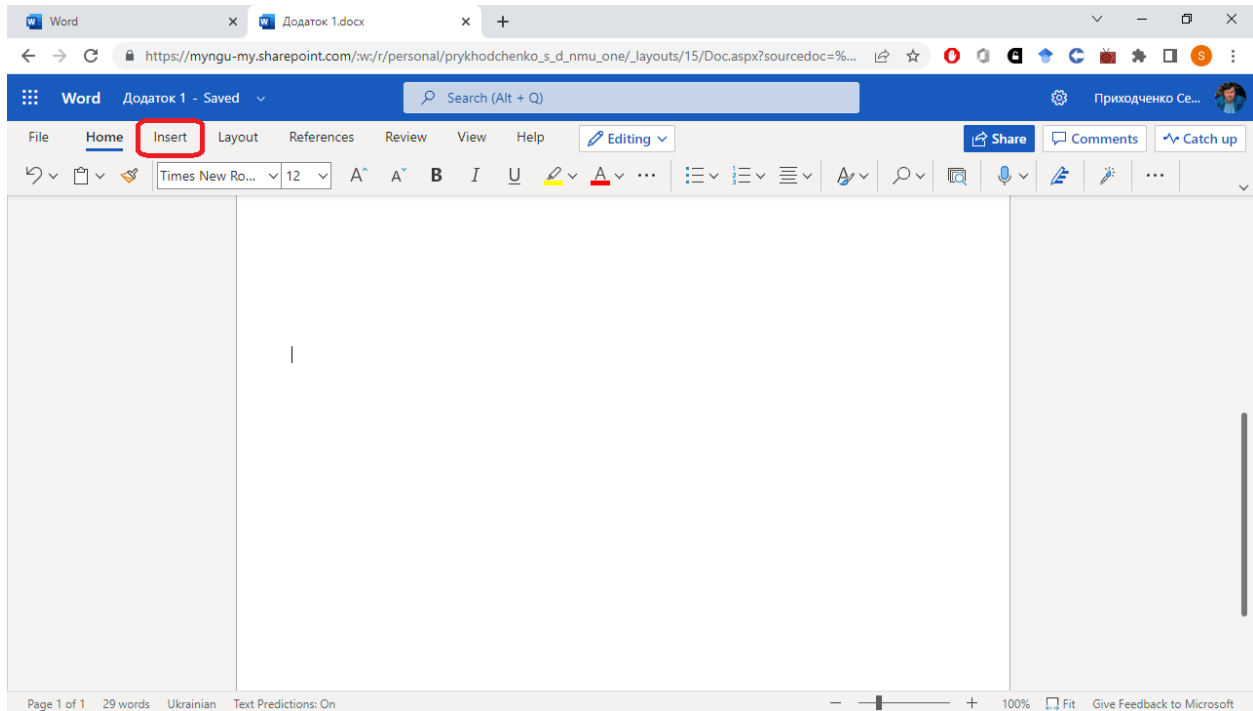 Word Додаток 1.docx
https://myngu-my.sharepoint.com/:w:/r/personal/prykhodchenko_s_d_nmu_one/_layouts/15/Doc.aspx?sourcedoc=%... S
Word Додаток 1 - Saved Search (Alt + Q) Приходченко Се...
File Home Insert Layout References Review View Help Editing Share Comments Catch up
Times New Ro... 12 A A B I U A
Page 1 of 1 29 words Ukrainian Text Predictions: On 100% Fit Give Feedback to Microsoft